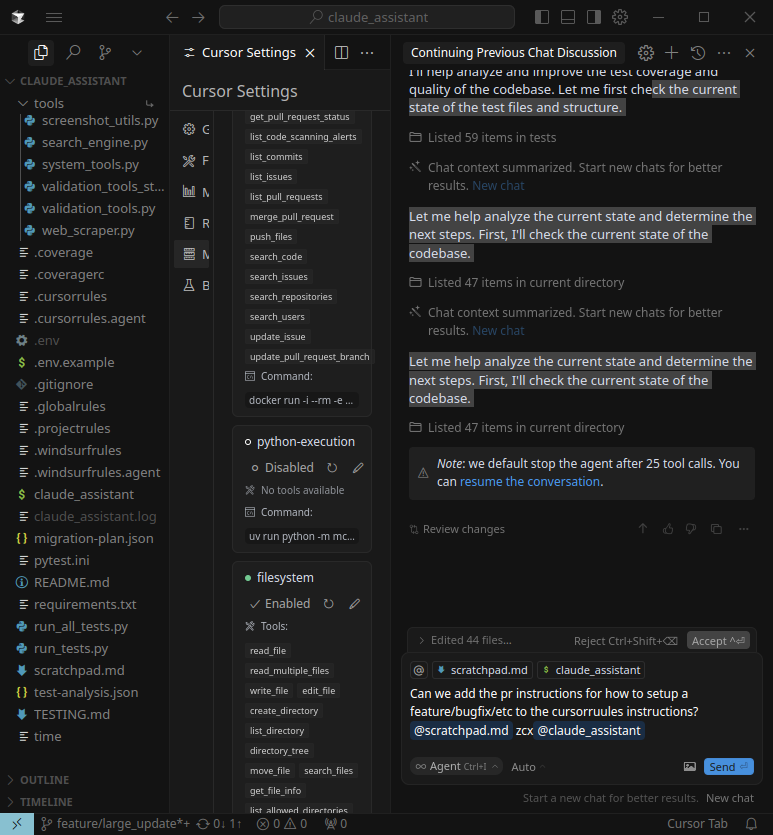 claude_assistant
CLAUDE_ASSISTANT
tools
screenshot_utils.py
search_engine.py
system_tools.py
validation_tools_st...
validation_tools.py
web_scraper.py
.coverage
.coveragerc
.cursorrules
.cursorrules.agent
.env
$ .env.example
.gitignore
.globalrules
.projectrules
.windsurfrules
.windsurfrules.agent
$ claude_assistant
claude_assistant.log
{} migration-plan.json
pytest.ini
README.md
requirements.txt
run_all_tests.py
run_tests.py
scratchpad.md
{} test-analysis.json
TESTING.md
time
OUTLINE
TIMELINE
Cursor Settings
Cursor Settings
G
F
M
R
M
B
get_pull_request_status
list_code_scanning_alerts
list_commits
list_issues
list_pull_requests
merge_pull_request
push_files
search_code
search_issues
search_repositories
search_users
update_issue
update_pull_request_branch
Command:
docker run -i --rm -e ...
python-execution
Disabled
No tools available
Command:
uv run python -m mc...
filesystem
Enabled
Tools:
read_file
read_multiple_files
write_file edit_file
create_directory
list_directory
directory_tree
move_file search_files
get_file_info
list_allowed_directories
Continuing Previous Chat Discussion
I'll help analyze and improve the test coverage and
quality of the codebase. Let me first check the current
state of the test files and structure.
Listed 59 items in tests
Chat context summarized. Start new chats for better
results. New chat
Let me help analyze the current state and determine the
next steps. First, I'll check the current state of the
codebase.
Listed 47 items in current directory
Chat context summarized. Start new chats for better
results. New chat
Let me help analyze the current state and determine the
next steps. First, I'll check the current state of the
codebase.
Listed 47 items in current directory
Note: we default stop the agent after 25 tool calls. You
can resume the conversation.
Review changes
Edited 44 files... Reject Ctrl+Shift+⌫ Accept ^⏎
@ scratchpad.md $ claude_assistant
Can we add the pr instructions for how to setup a
feature/bugfix/etc to the cursorruules instructions?
@scratchpad.md zcx @claude_assistant
∞ Agent Ctrl+I Auto Send ⏎
Start a new chat for better results. New chat
feature/large_update*+ 0↓ 1↑ 0 0 0 Cursor Tab